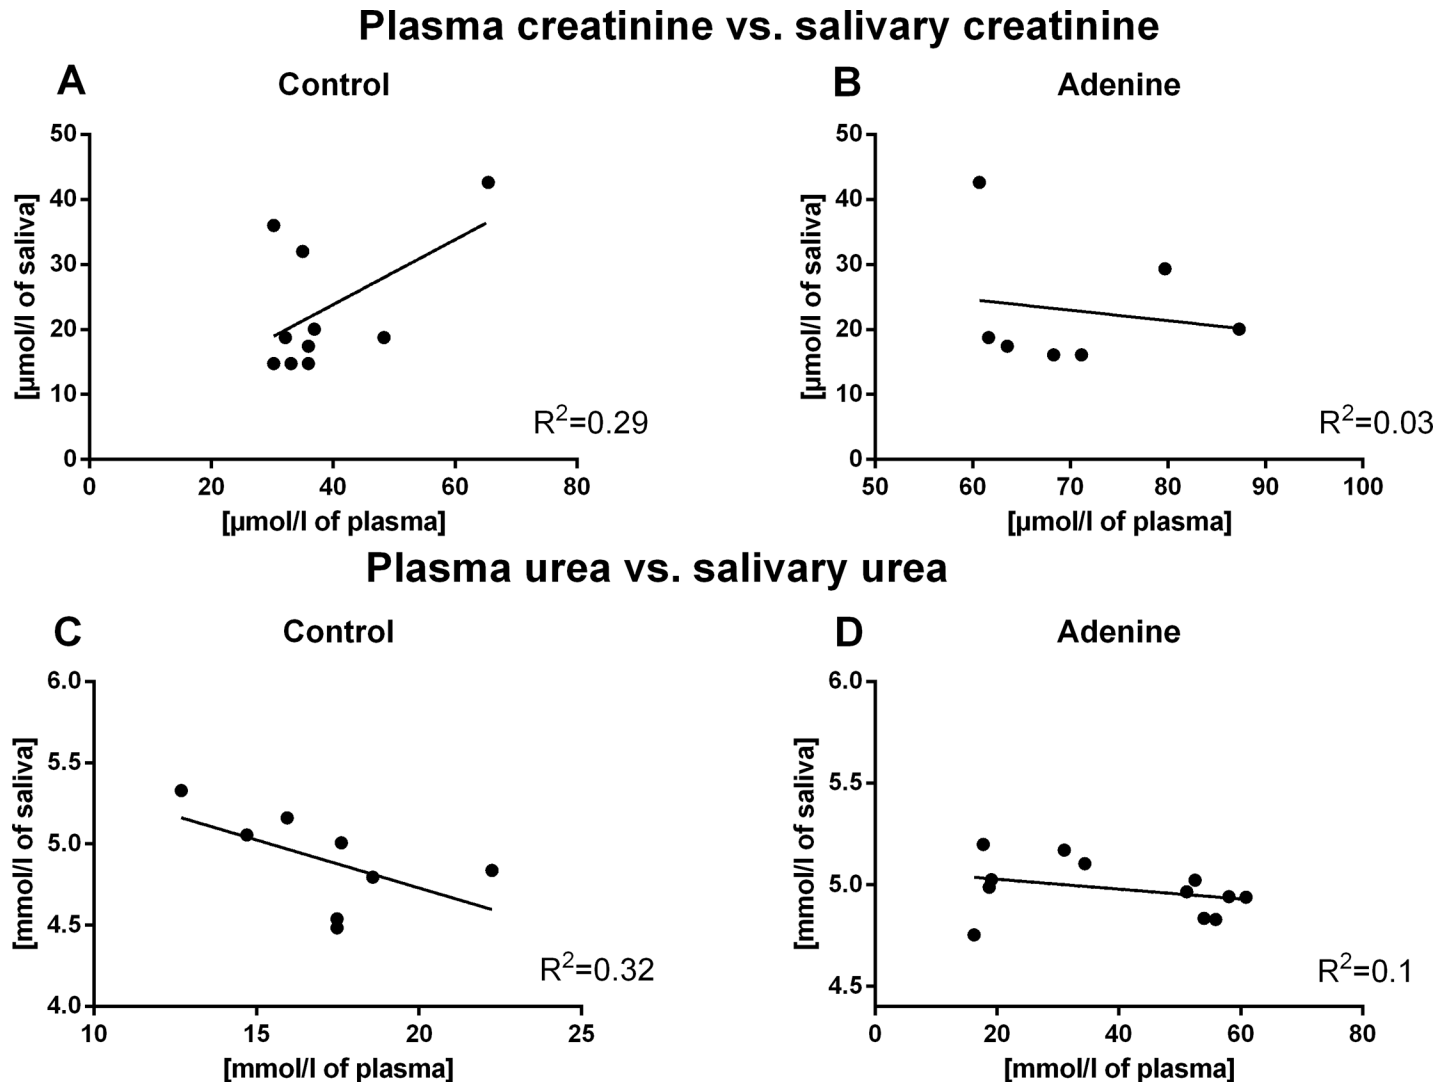 Plasma creatinine vs. salivary creatinine
A
Control
[µmol/l of saliva]
50
40
30
20
10
0
0 20 40 60 80
[µmol/l of plasma]
R²=0.29
B
Adenine
[µmol/l of saliva]
50
40
30
20
10
0
50 60 70 80 90 100
[µmol/l of plasma]
R²=0.03
Plasma urea vs. salivary urea
C
Control
[mmol/l of saliva]
6.0
5.5
5.0
4.5
4.0
10 15 20 25
[mmol/l of plasma]
R²=0.32
D
Adenine
[mmol/l of saliva]
6.0
5.5
5.0
4.5
0 20 40 60 80
[mmol/l of plasma]
R²=0.1